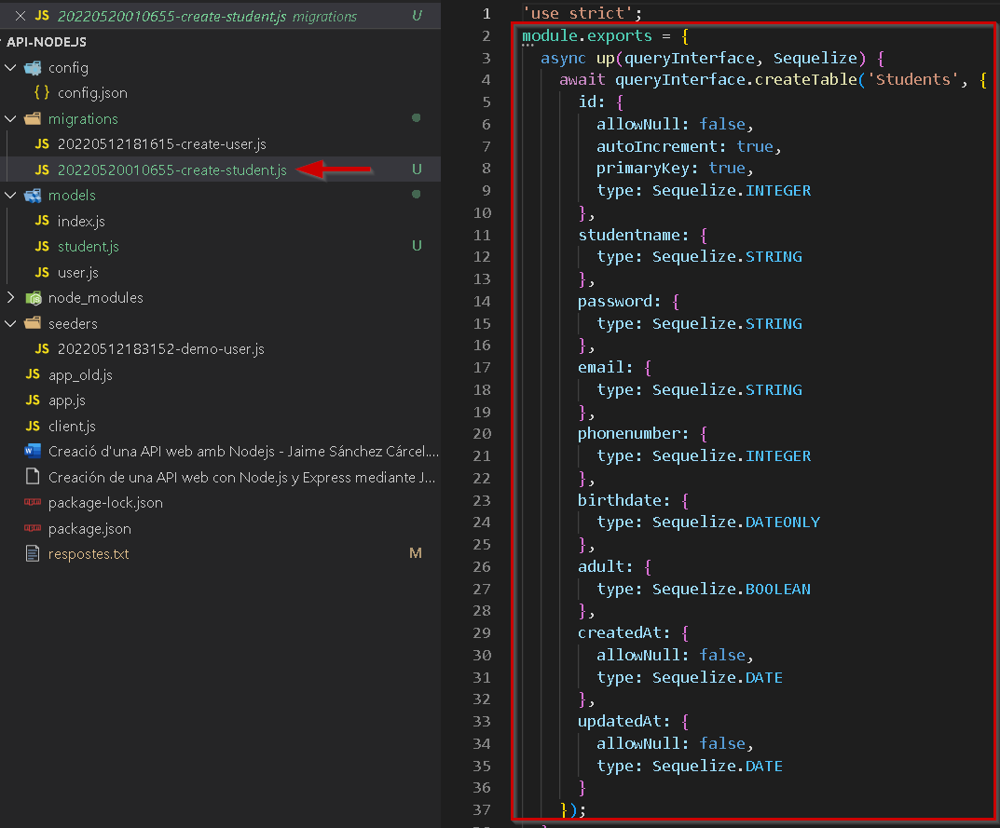 JS 20220520010655-create-student.js migrations U
API-NODE.JS
config
{} config.json
migrations
JS 20220512181615-create-user.js
JS 20220520010655-create-student.js U
models
JS index.js
JS student.js U
JS user.js
node_modules
seeders
JS 20220512183152-demo-user.js
JS app_old.js
JS app.js
JS client.js
Creació d'una API web amb Nodejs - Jaime Sánchez Cárcel....
Creación de una API web con Node.js y Express mediante J...
package-lock.json
package.json
respostes.txt M
1 'use strict';
2 module.exports = {
3 async up(queryInterface, Sequelize) {
4 await queryInterface.createTable('Students', {
5 id: {
6 allowNull: false,
7 autoIncrement: true,
8 primaryKey: true,
9 type: Sequelize.INTEGER
10 },
11 studentname: {
12 type: Sequelize.STRING
13 },
14 password: {
15 type: Sequelize.STRING
16 },
17 email: {
18 type: Sequelize.STRING
19 },
20 phonenumber: {
21 type: Sequelize.INTEGER
22 },
23 birthdate: {
24 type: Sequelize.DATEONLY
25 },
26 adult: {
27 type: Sequelize.BOOLEAN
28 },
29 createdAt: {
30 allowNull: false,
31 type: Sequelize.DATE
32 },
33 updatedAt: {
34 allowNull: false,
35 type: Sequelize.DATE
36 }
37 });